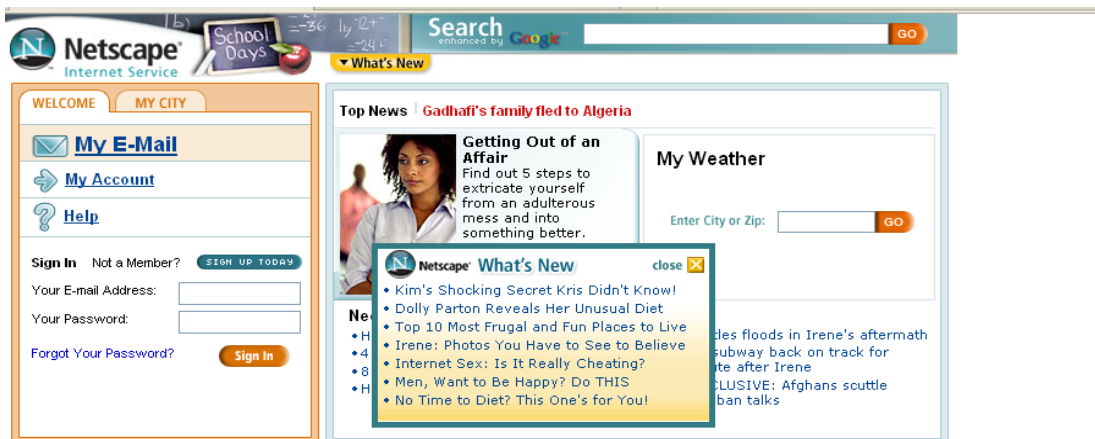 Netscape®
Internet Service
School
Days
Search
enhanced by Google™
GO
What's New
WELCOME
MY CITY
My E-Mail
My Account
Help
Sign In Not a Member? SIGN UP TODAY
Your E-mail Address:
Your Password:
Forgot Your Password? Sign In
Top News Gadhafi's family fled to Algeria
Getting Out of an
Affair
Find out 5 steps to
extricate yourself
from an adulterous
mess and into
something better.
My Weather
Enter City or Zip: GO
Netscape® What's New close
• Kim's Shocking Secret Kris Didn't Know!
• Dolly Parton Reveals Her Unusual Diet
• Top 10 Most Frugal and Fun Places to Live
• Irene: Photos You Have to See to Believe
• Internet Sex: Is It Really Cheating?
• Men, Want to Be Happy? Do THIS
• No Time to Diet? This One's for You!
floods in Irene's aftermath
subway back on track for
after Irene
Afghans scuttle
talks